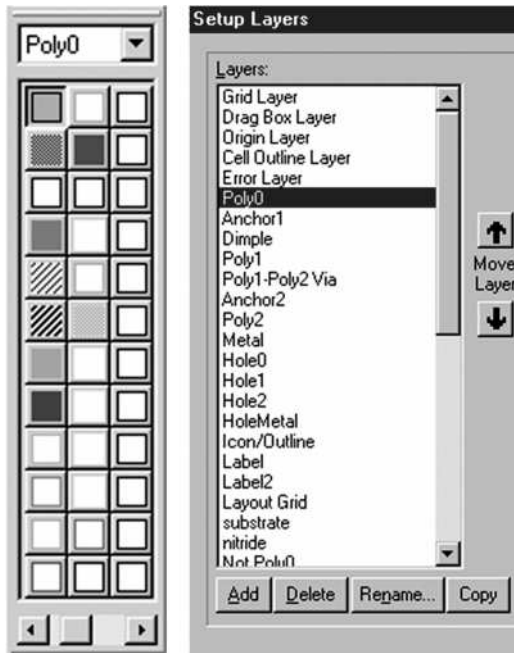 Poly0
Setup Layers
Layers:
Grid Layer
Drag Box Layer
Origin Layer
Cell Outline Layer
Error Layer
Poly0
Anchor1
Dimple
Poly1
Poly1-Poly2 Via
Anchor2
Poly2
Metal
Hole0
Hole1
Hole2
HoleMetal
Icon/Outline
Label
Label2
Layout Grid
substrate
nitride
Not Poly0
Move
Layer
Add Delete Rename... Copy